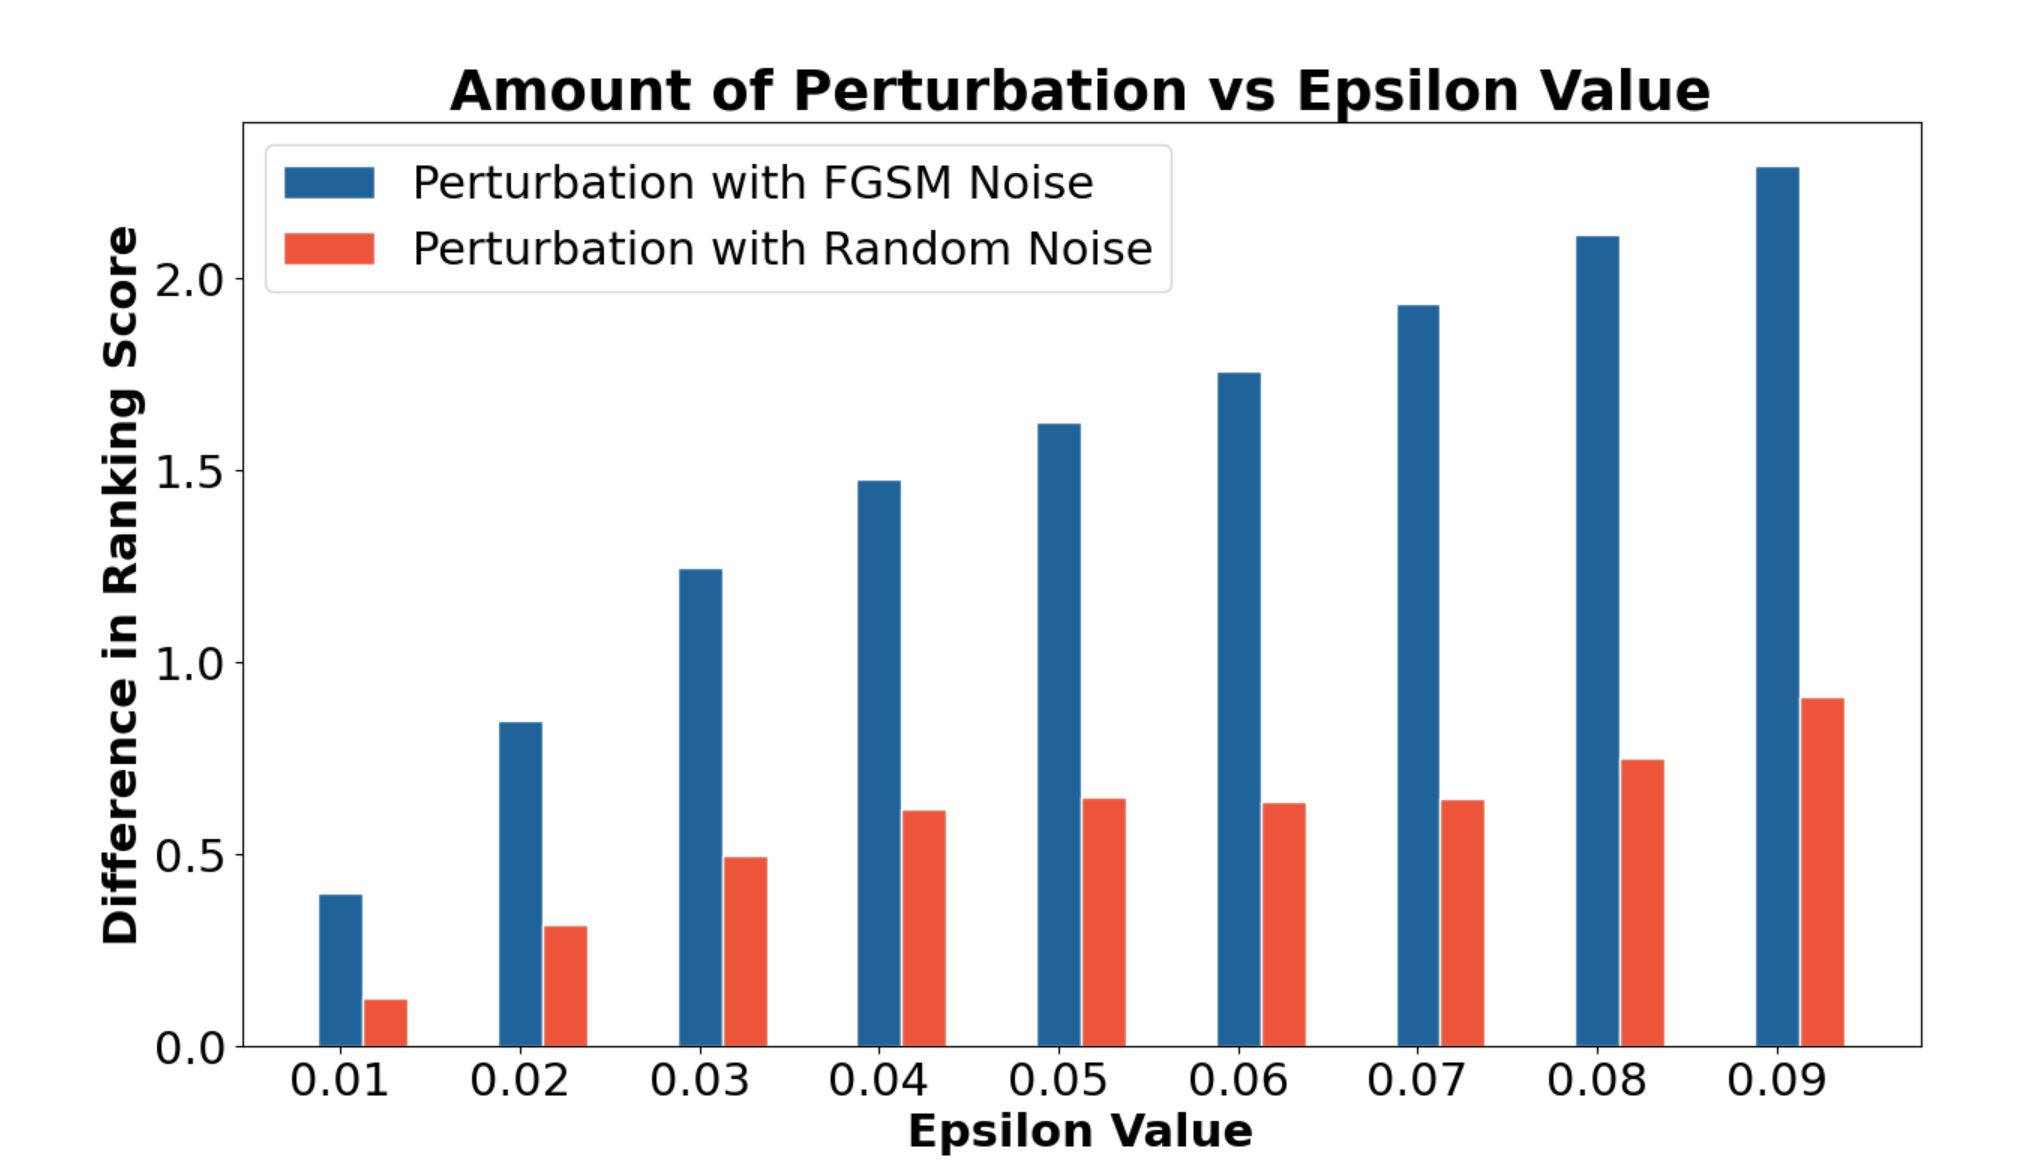 Amount of Perturbation vs Epsilon Value
Perturbation with FGSM Noise
Perturbation with Random Noise
Difference in Ranking Score
2.0
1.5
1.0
0.5
0.0
0.01 0.02 0.03 0.04 0.05 0.06 0.07 0.08 0.09
Epsilon Value